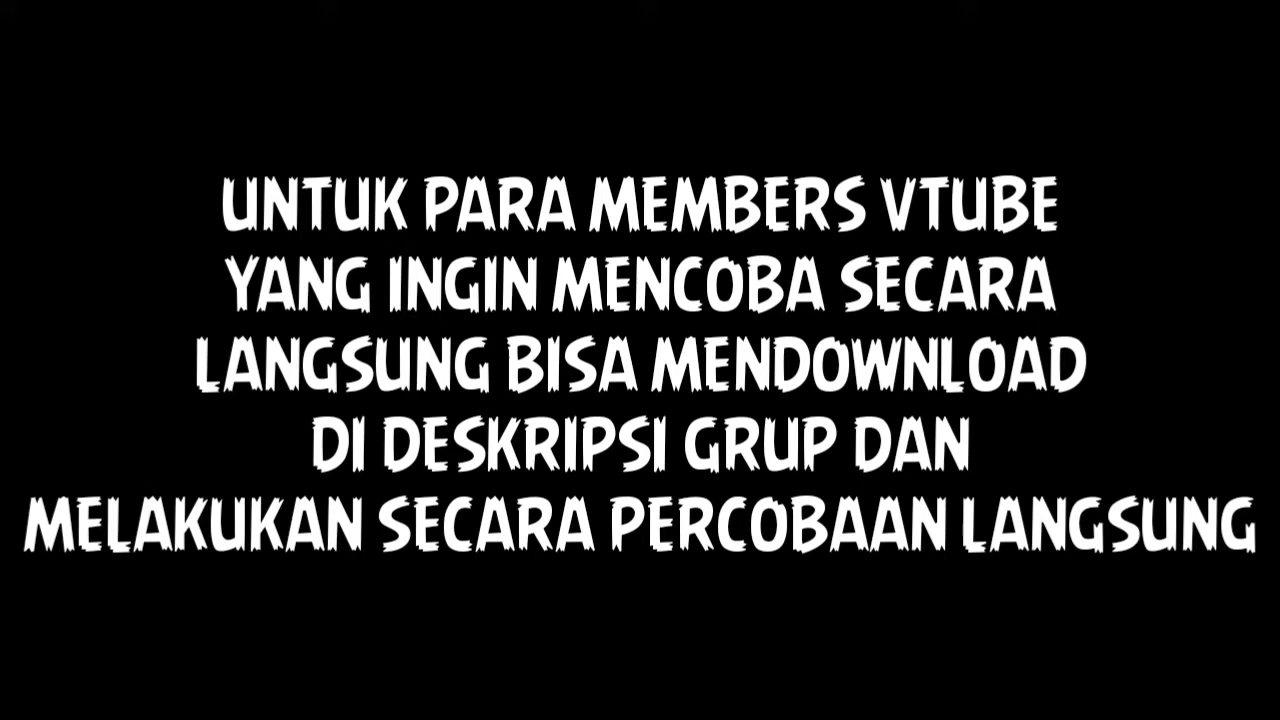 UNTUK PARA MEMBERS VTUBE
YANG INGIN MENCOBA SECARA
LANGSUNG BISA MENDOWNLOAD
DI DESKRIPSI GRUP DAN
MELAKUKAN SECARA PERCOBAAN LANGSUNG